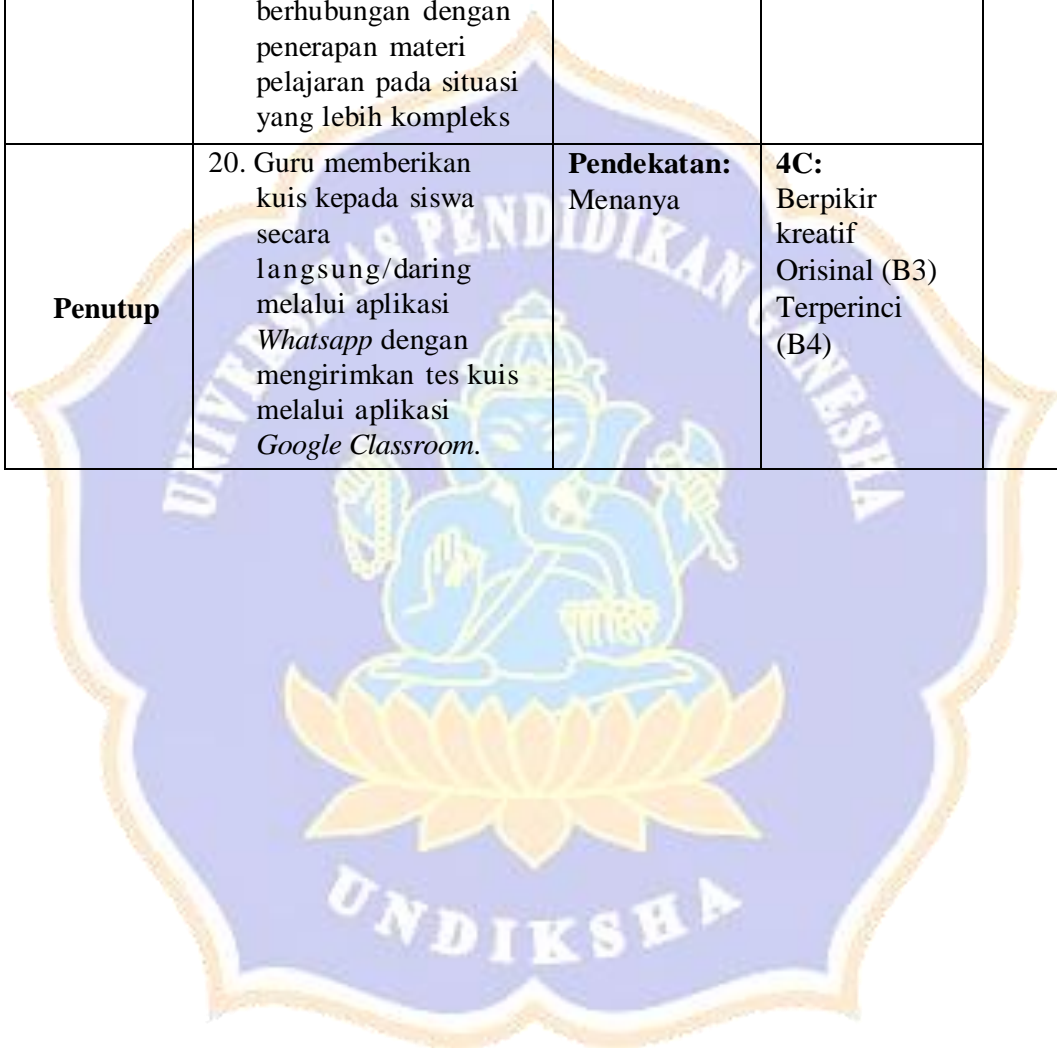 berhubungan dengan
penerapan materi
pelajaran pada situasi
yang lebih kompleks
Penutup
20. Guru memberikan
kuis kepada siswa
secara
langsung/daring
melalui aplikasi
Whatsapp dengan
mengirimkan tes kuis
melalui aplikasi
Google Classroom.
Pendekatan:
Menanya
4C:
Berpikir
kreatif
Orisinal (B3)
Terperinci
(B4)
UNIVERSITAS PENDIDIKAN GANESHA
UNDIKSHA